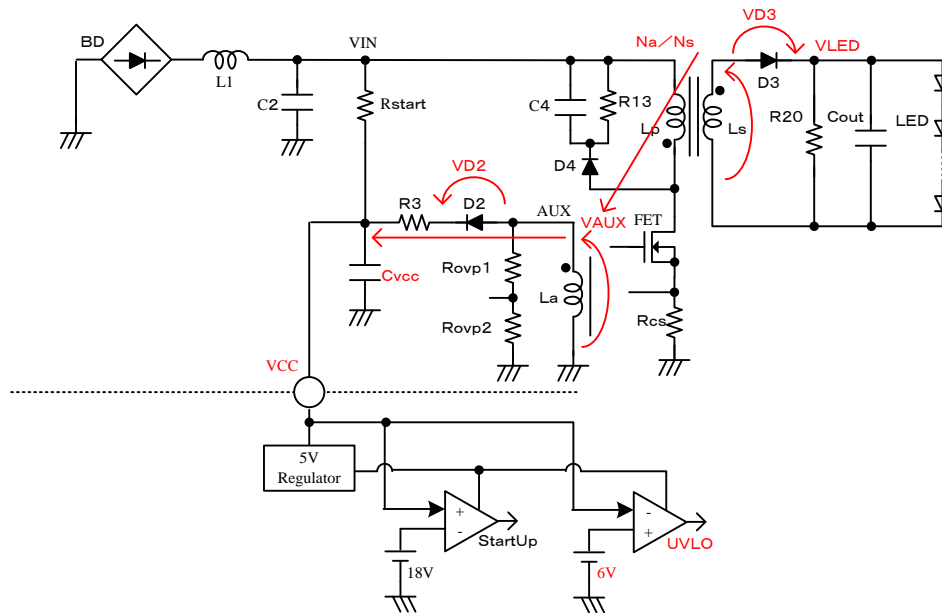 BD
L1
VIN
C2
Rstart
C4
R13
D4
Na／Ns
Lp
Ls
VD3
D3
VLED
R20
Cout
LED
VD2
R3
D2
AUX
VAUX
FET
Cvcc
Rovp1
Rovp2
La
Rcs
VCC
5V
Regulator
+
-
StartUp
18V
-
+
UVLO
6V